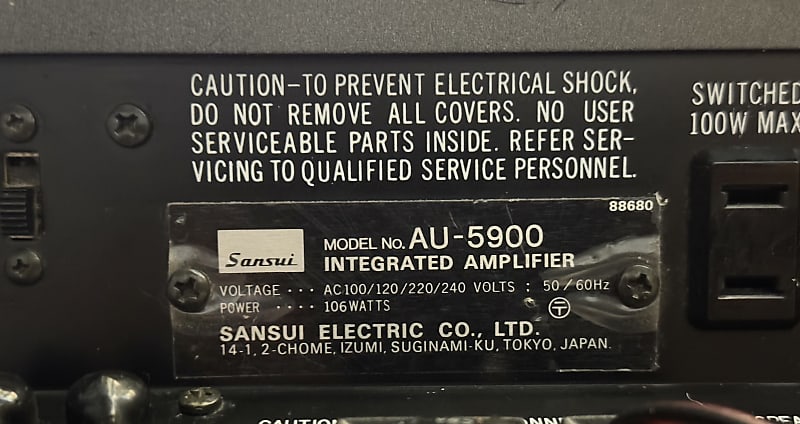 CAUTION-TO PREVENT ELECTRICAL SHOCK,
DO NOT REMOVE ALL COVERS. NO USER
SERVICEABLE PARTS INSIDE. REFER SER-
VICING TO QUALIFIED SERVICE PERSONNEL.
SWITCHED
100W MAX
88680
Sansui
MODEL No. AU-5900
INTEGRATED AMPLIFIER
VOLTAGE ··· AC100/120/220/240 VOLTS : 50/60Hz
POWER ···· 106WATTS
SANSUI ELECTRIC CO., LTD.
14-1, 2-CHOME, IZUMI, SUGINAMI-KU, TOKYO, JAPAN.